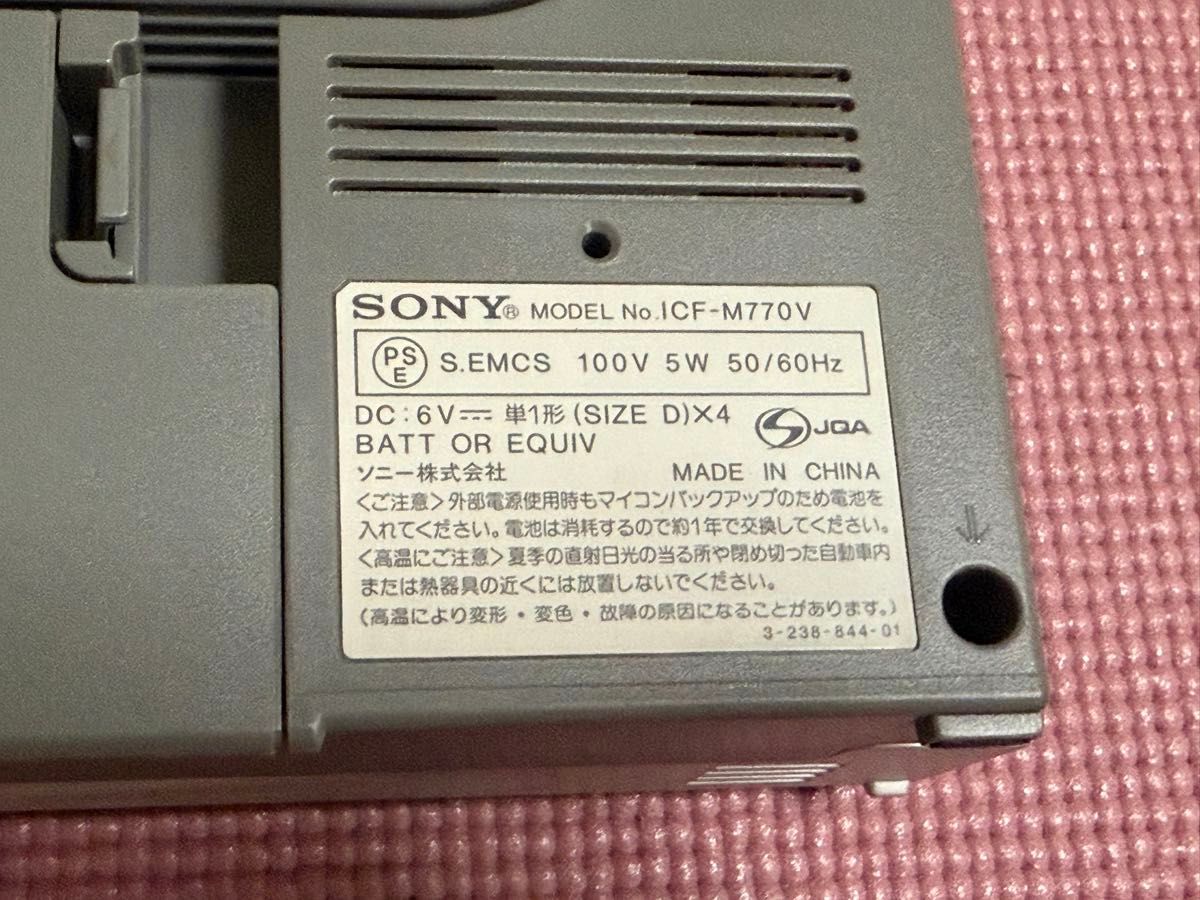 SONY® MODEL No.ICF-M770V
PSE S.EMCS 100V 5W 50/60Hz
DC:6V⎓ 単1形(SIZE D)×4
BATT OR EQUIV
JQA
ソニー株式会社 MADE IN CHINA
<ご注意>外部電源使用時もマイコンバックアップのため電池を
入れてください。電池は消耗するので約1年で交換してください。
<高温にご注意>夏季の直射日光の当る所や閉め切った自動車内
または熱器具の近くには放置しないでください。
(高温により変形・変色・故障の原因になることがあります。)
3-238-844-01